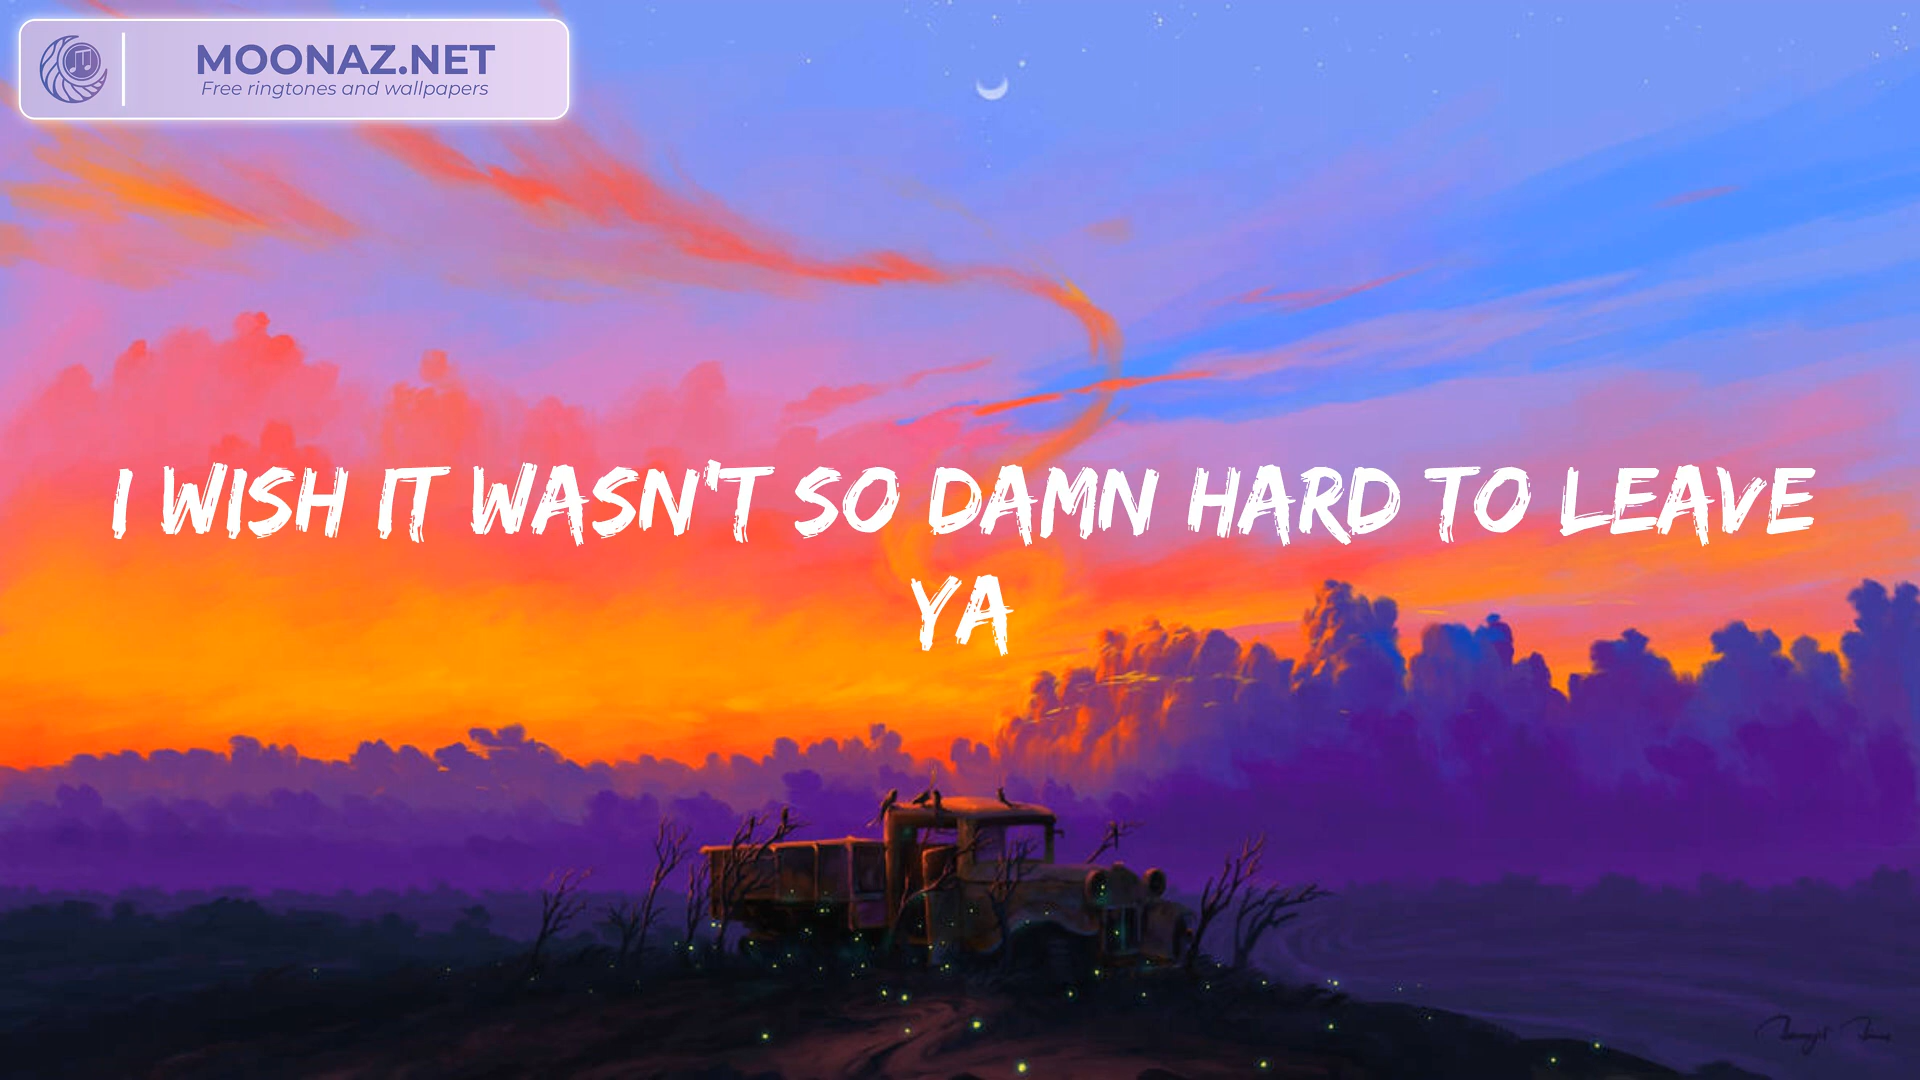 MOONAZ.NET
Free ringtones and wallpapers
I WISH IT WASN'T SO DAMN HARD TO LEAVE
YA